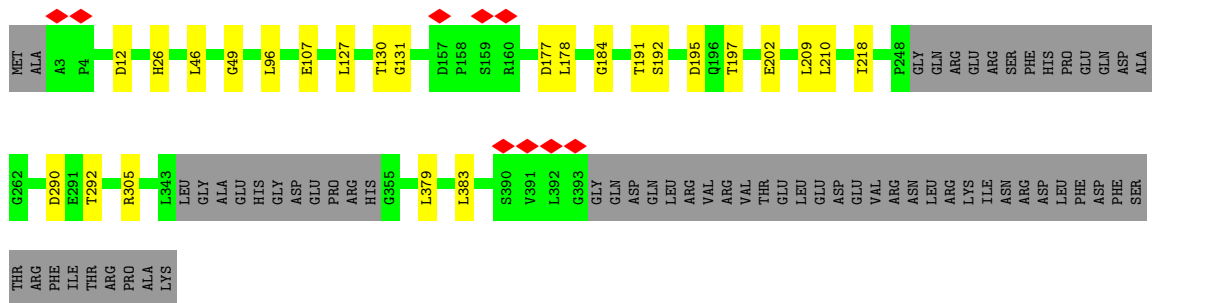 MET ALA A3 P4 D12 H26 L46 G49 L96 E107 L127 T130 G131 D157 P158 S159 R160 D177 L178 G184 T191 S192 D195 Q196 T197 E202 L209 L210 I218 P248 GLY GLN ARG GLU ARG SER PHE HIS PRO GLU GLN ASP ALA
G262 D290 E291 T292 R305 L343 LEU GLY ALA GLU HIS GLY ASP GLU PRO ARG HIS G355 L379 L383 S390 V391 L392 G393 GLY GLN ASP GLN LEU ARG VAL ARG VAL THR GLU LEU GLU ASP GLU VAL ARG ASN LEU ARG LYS ILE ASN ARG ASP LEU PHE ASP PHE SER
THR ARG PHE ILE THR ARG PRO ALA LYS